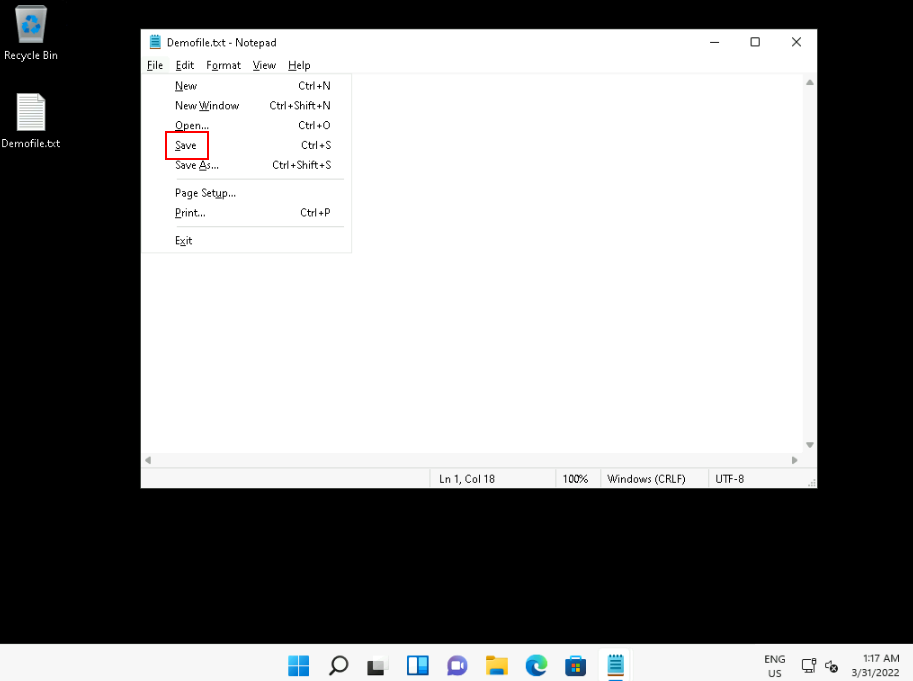 Recycle Bin
Demofile.txt
Demofile.txt - Notepad
File Edit Format View Help
New Ctrl+N
New Window Ctrl+Shift+N
Open... Ctrl+O
Save Ctrl+S
Save As... Ctrl+Shift+S
Page Setup...
Print... Ctrl+P
Exit
Ln 1, Col 18 100% Windows (CRLF) UTF-8
ENG
US
1:17 AM
3/31/2022